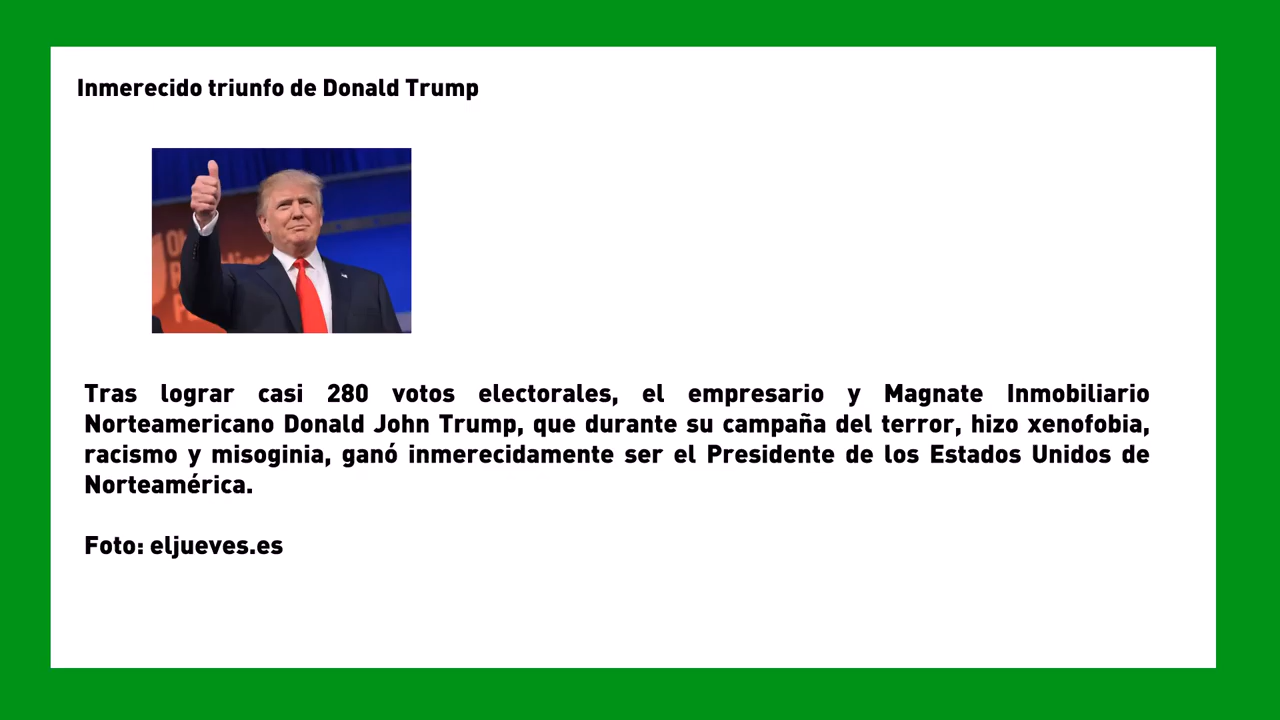 Inmerecido triunfo de Donald Trump
Tras lograr casi 280 votos electorales, el empresario y Magnate Inmobiliario
Norteamericano Donald John Trump, que durante su campaña del terror, hizo xenofobia,
racismo y misoginia, ganó inmerecidamente ser el Presidente de los Estados Unidos de
Norteamérica.
Foto: eljueves.es